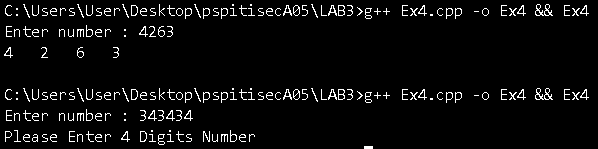 C:\Users\User\Desktop\pspitisecA05\LAB3>g++ Ex4.cpp -o Ex4 && Ex4
Enter number : 4263
4   2   6   3
C:\Users\User\Desktop\pspitisecA05\LAB3>g++ Ex4.cpp -o Ex4 && Ex4
Enter number : 343434
Please Enter 4 Digits Number